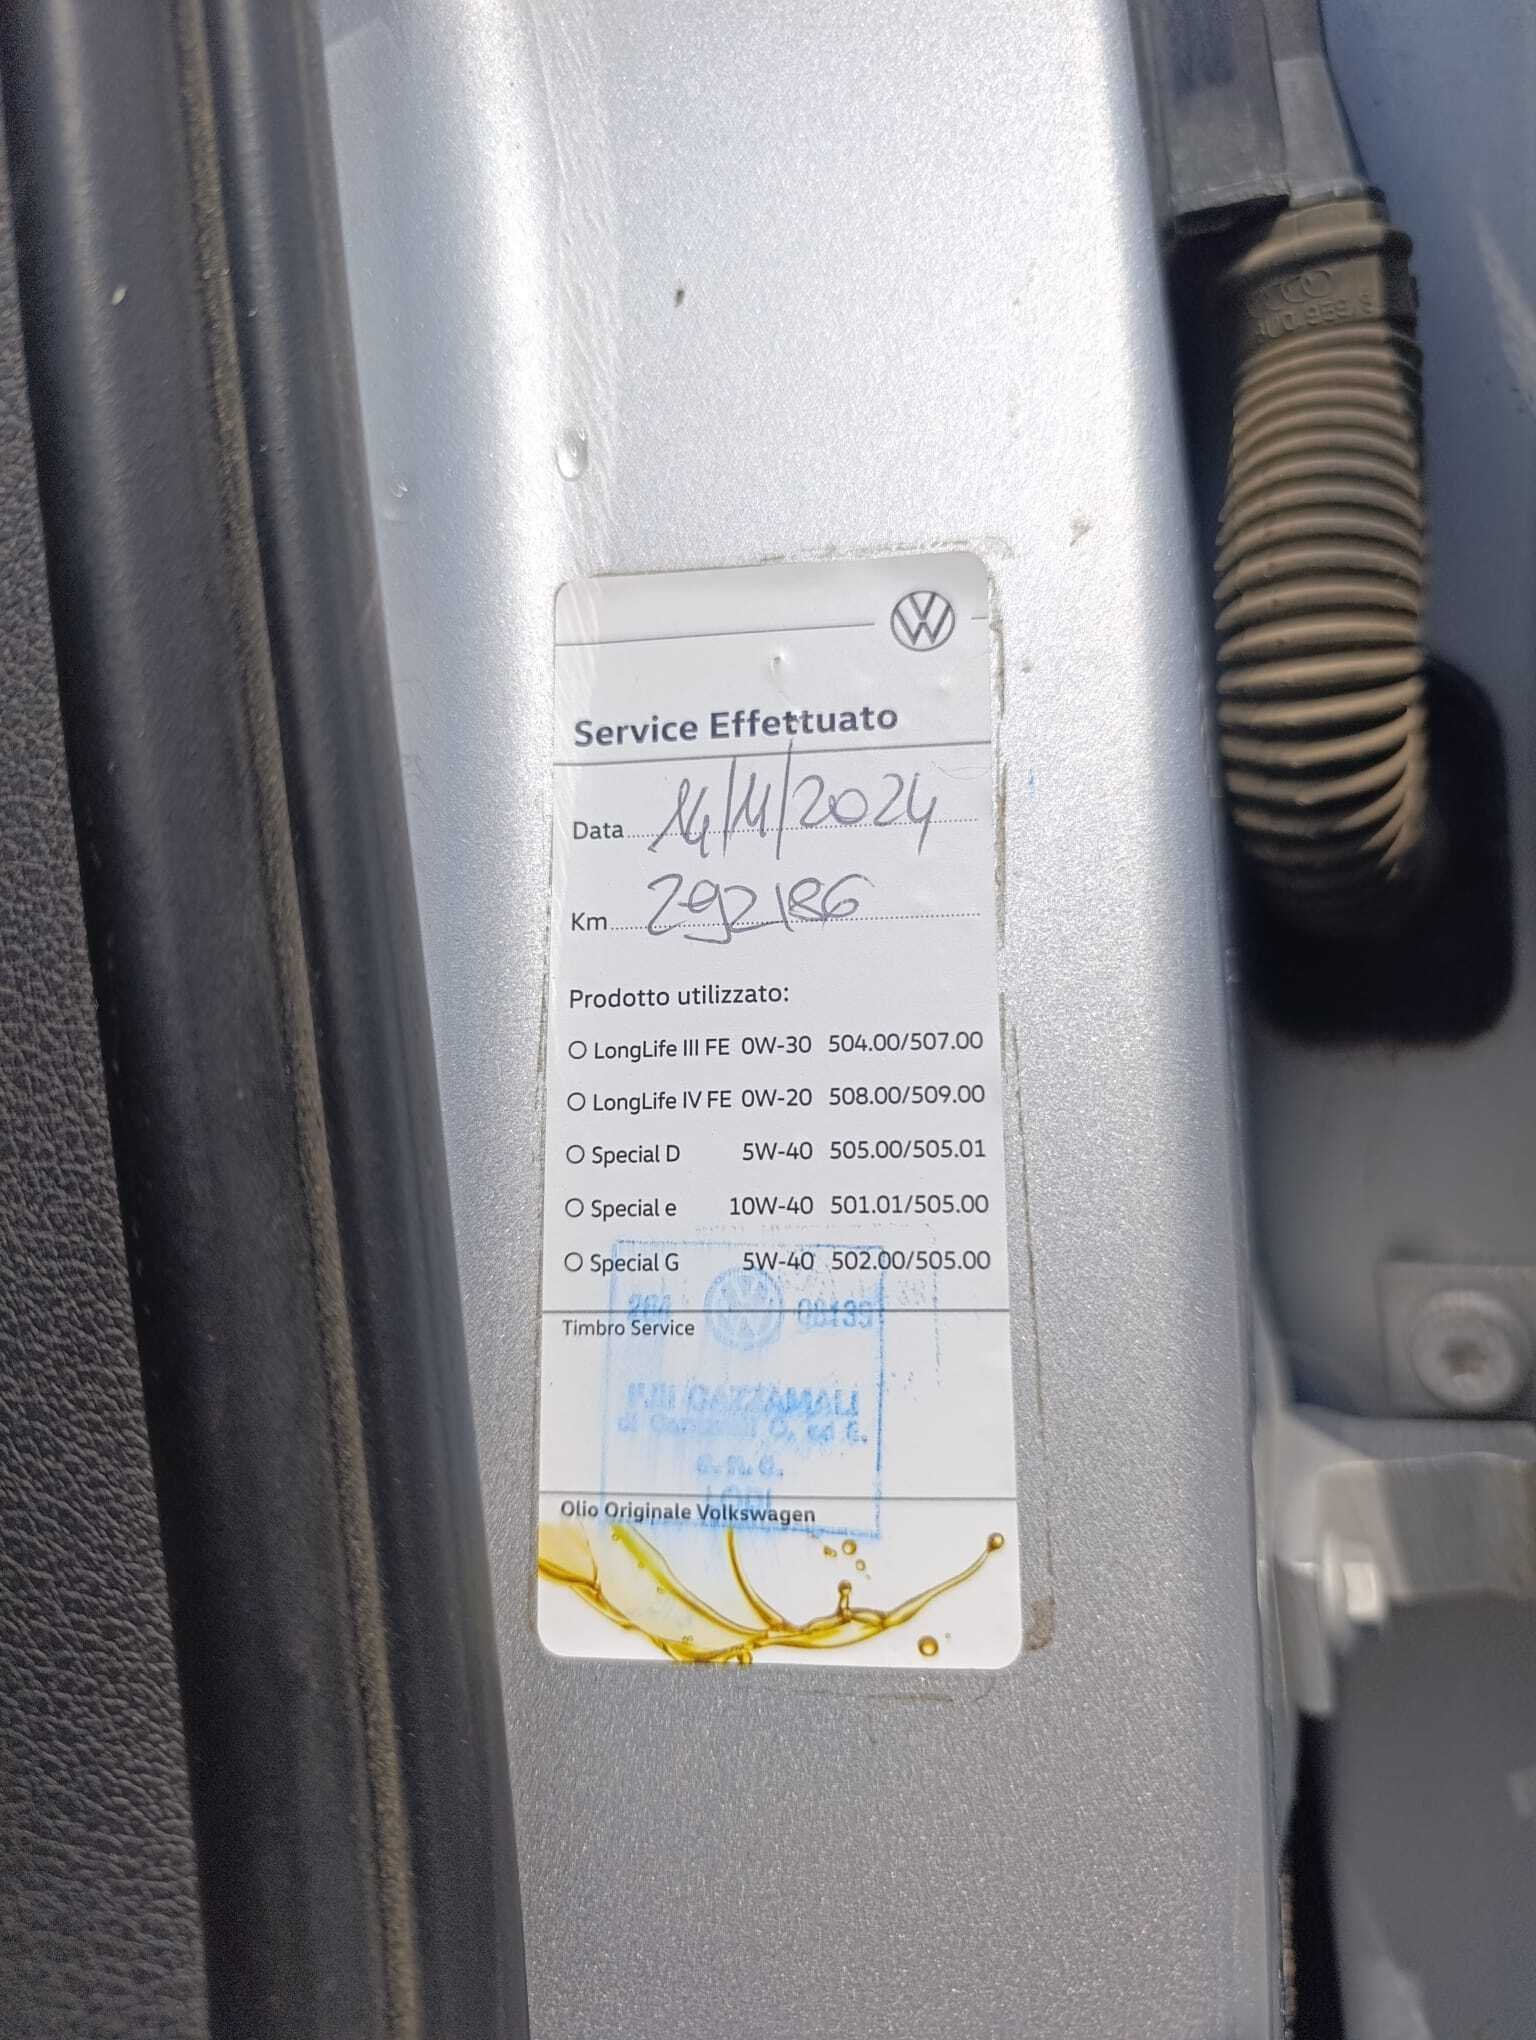 Service Effettuato
Data 14/11/2024
Km 292186
Prodotto utilizzato:
LongLife III FE 0W-30 504.00/507.00
LongLife IV FE 0W-20 508.00/509.00
Special D 5W-40 505.00/505.01
Special e 10W-40 501.01/505.00
Special G 5W-40 502.00/505.00
Timbro Service
CAZZAMALI
LODI
Olio Originale Volkswagen